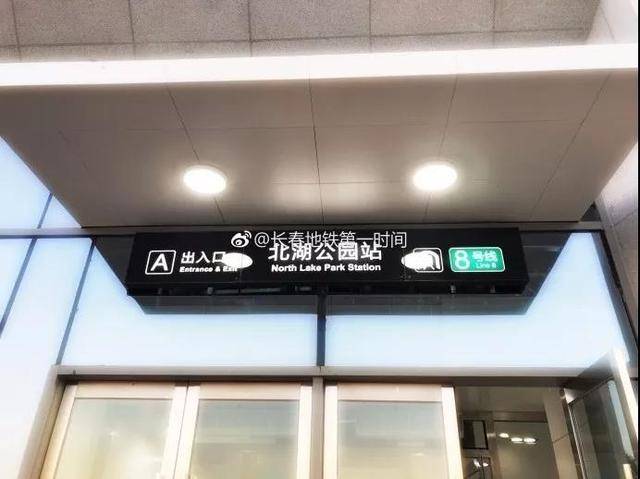 @长春地铁第一时间
A 出入口 北湖公园站 8 号线
Entrance & Exit North Lake Park Station Line 8